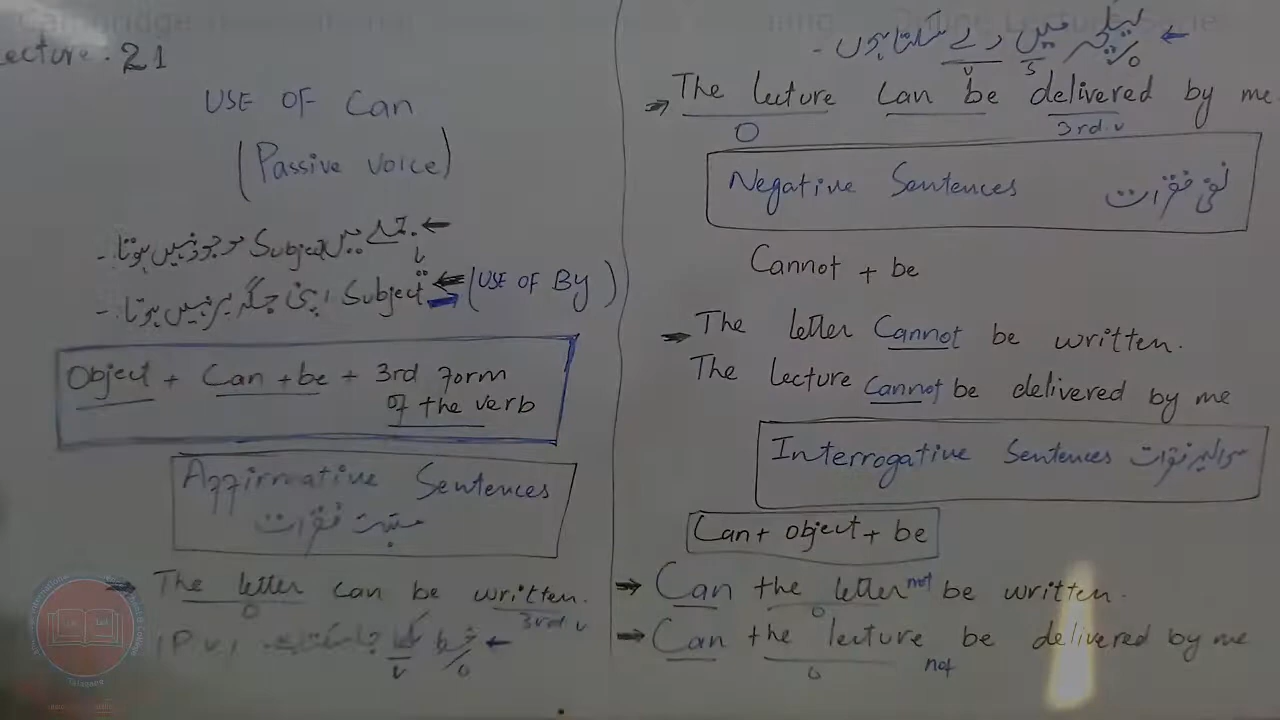 Lecture. 21
USE OF Can
(Passive voice)
جملے میں Subject موجود نہیں ہوتا۔
یا
Subject اپنی جگہ پر نہیں ہوتا۔ (USE OF By)
Object + Can + be + 3rd form
of the verb
Affirmative Sentences
مثبت فقرات
The letter can be written.
O 3rd v
خط لکھا جا سکتا ہے۔ (P.V)
O V
لیکچر میں دے سکتا ہوں۔
O S V
The lecture can be delivered by me.
O 3rd v
Negative Sentences نفی فقرات
Cannot + be
The letter Cannot be written.
The lecture Cannot be delivered by me
Interrogative Sentences سوالیہ فقرات
Can + object + be
Can the letter not be written.
O
Can the lecture be delivered by me
O not